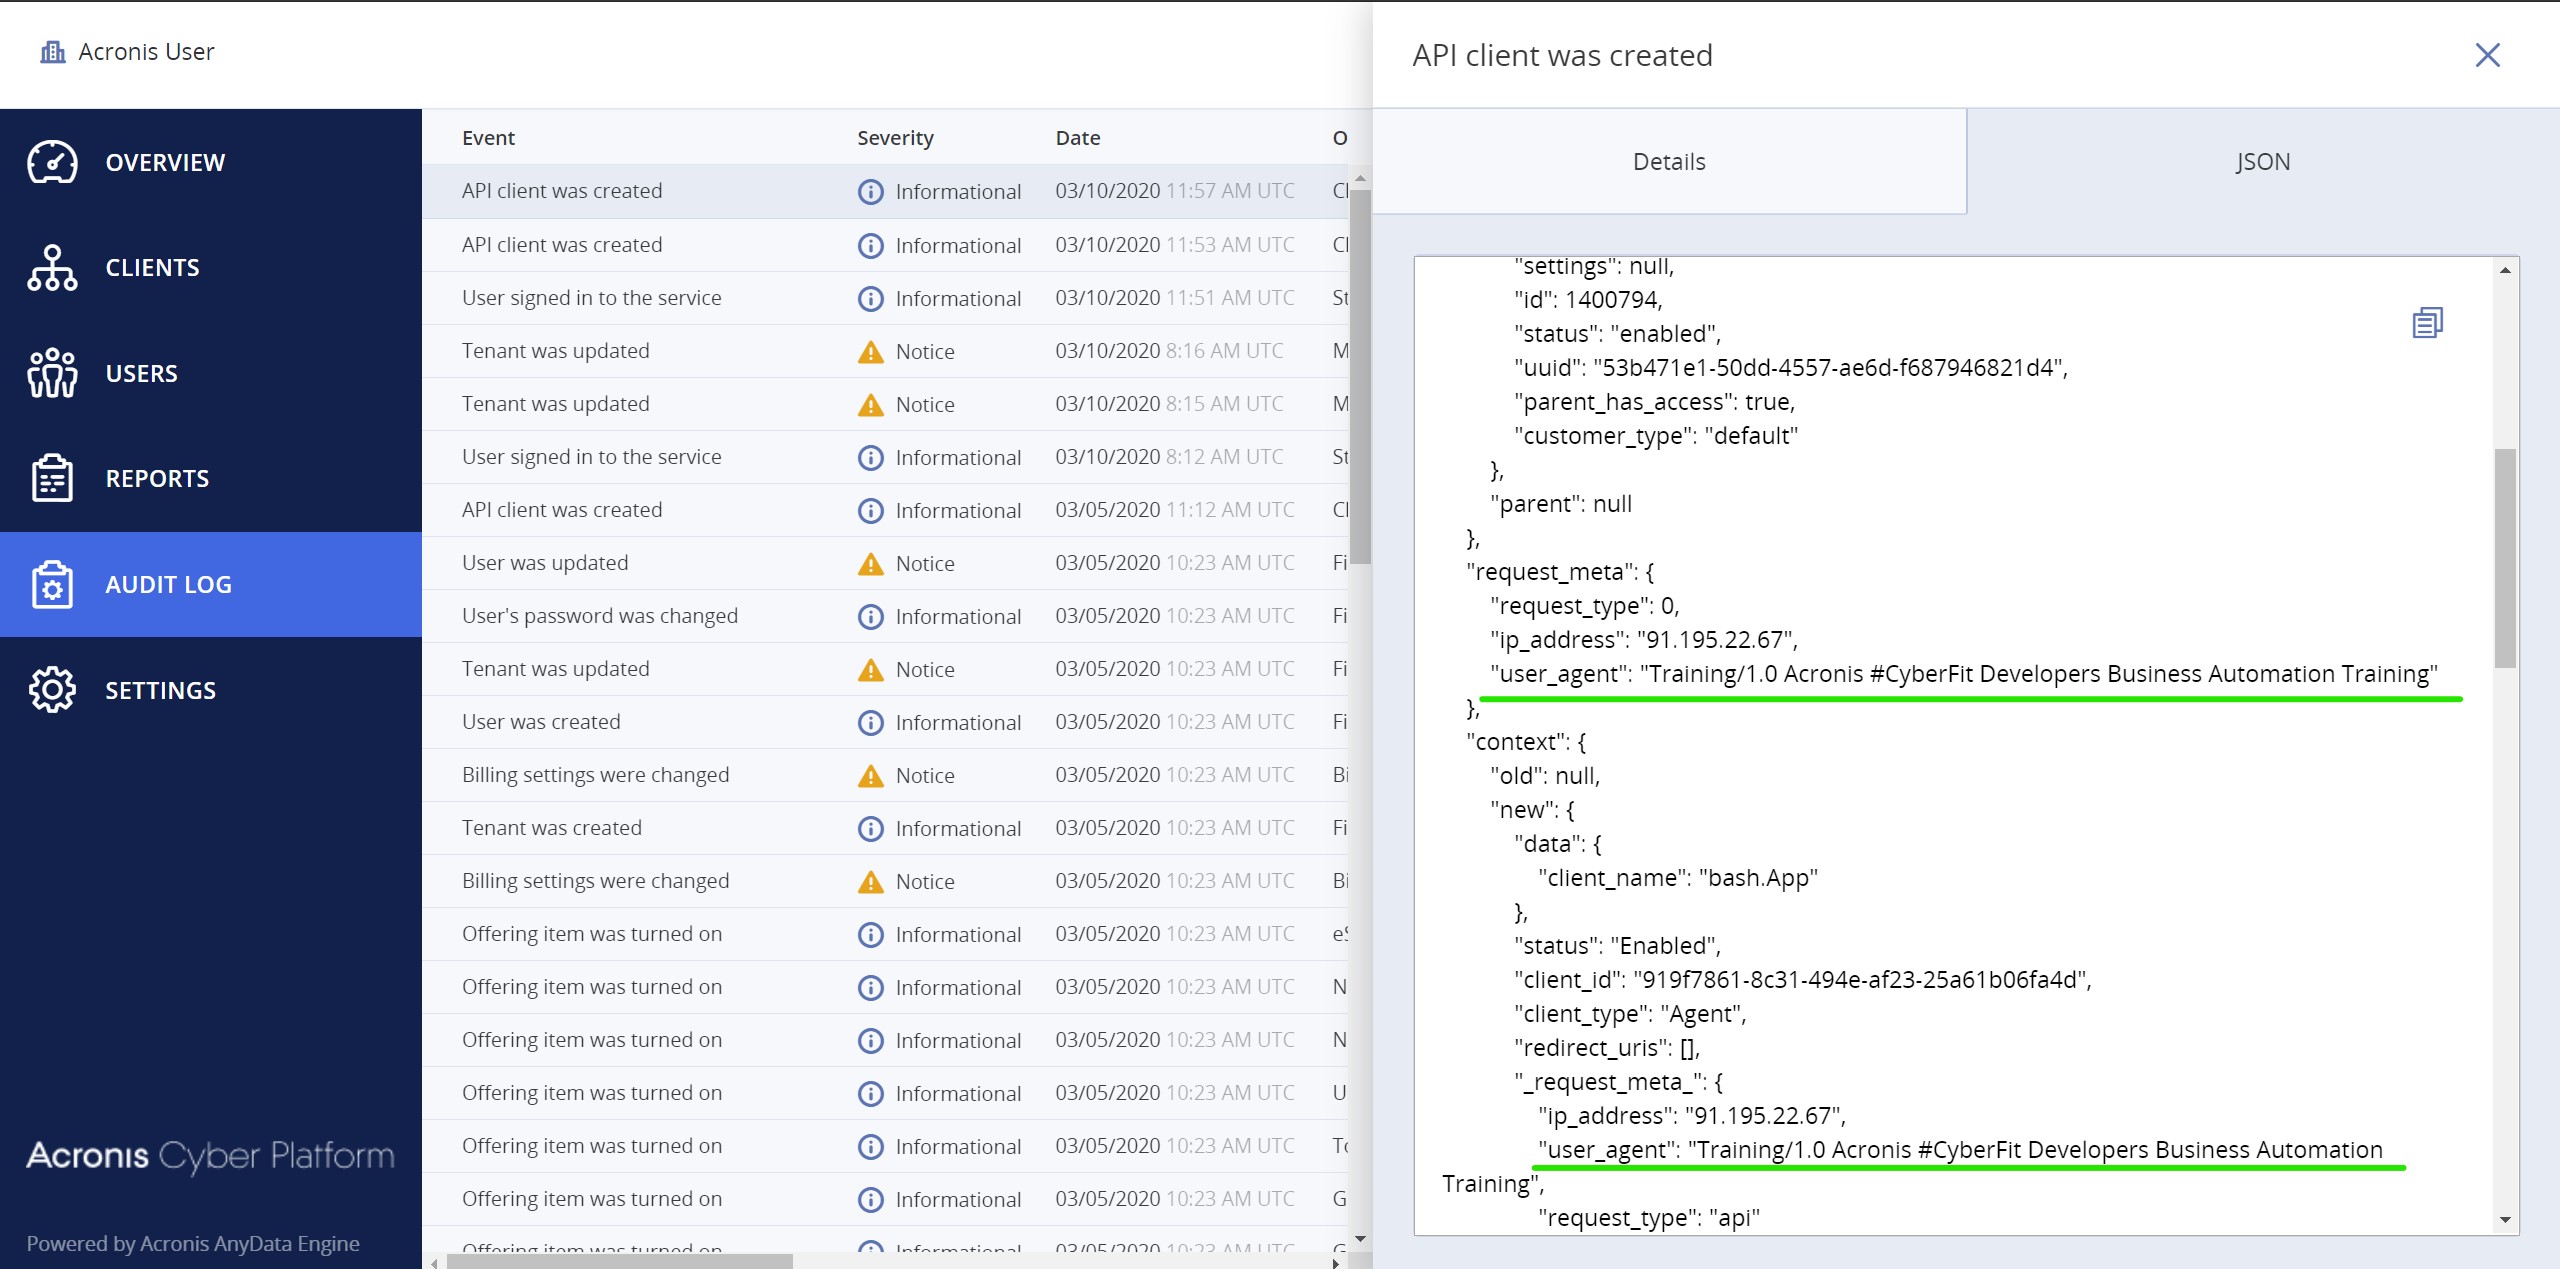 Acronis User
API client was created
OVERVIEW
CLIENTS
USERS
REPORTS
AUDIT LOG
SETTINGS
Acronis Cyber Platform
Powered by Acronis AnyData Engine
Event Severity Date O
API client was created Informational 03/10/2020 11:57 AM UTC Cl
API client was created Informational 03/10/2020 11:53 AM UTC Cl
User signed in to the service Informational 03/10/2020 11:51 AM UTC St
Tenant was updated Notice 03/10/2020 8:16 AM UTC M
Tenant was updated Notice 03/10/2020 8:15 AM UTC M
User signed in to the service Informational 03/10/2020 8:12 AM UTC St
API client was created Informational 03/05/2020 11:12 AM UTC Cl
User was updated Notice 03/05/2020 10:23 AM UTC Fi
User's password was changed Informational 03/05/2020 10:23 AM UTC Fi
Tenant was updated Notice 03/05/2020 10:23 AM UTC Fi
User was created Informational 03/05/2020 10:23 AM UTC Fi
Billing settings were changed Notice 03/05/2020 10:23 AM UTC Bi
Tenant was created Informational 03/05/2020 10:23 AM UTC Fi
Billing settings were changed Notice 03/05/2020 10:23 AM UTC Bi
Offering item was turned on Informational 03/05/2020 10:23 AM UTC eS
Offering item was turned on Informational 03/05/2020 10:23 AM UTC N
Offering item was turned on Informational 03/05/2020 10:23 AM UTC N
Offering item was turned on Informational 03/05/2020 10:23 AM UTC U
Offering item was turned on Informational 03/05/2020 10:23 AM UTC To
Offering item was turned on Informational 03/05/2020 10:23 AM UTC G
Offering item was turned on Informational 03/05/2020 10:23 AM UTC G
Details JSON
"settings": null,
"id": 1400794,
"status": "enabled",
"uuid": "53b471e1-50dd-4557-ae6d-f687946821d4",
"parent_has_access": true,
"customer_type": "default"
},
"parent": null
},
"request_meta": {
"request_type": 0,
"ip_address": "91.195.22.67",
"user_agent": "Training/1.0 Acronis #CyberFit Developers Business Automation Training"
},
"context": {
"old": null,
"new": {
"data": {
"client_name": "bash.App"
},
"status": "Enabled",
"client_id": "919f7861-8c31-494e-af23-25a61b06fa4d",
"client_type": "Agent",
"redirect_uris": [],
"_request_meta_": {
"ip_address": "91.195.22.67",
"user_agent": "Training/1.0 Acronis #CyberFit Developers Business Automation
Training",
"request_type": "api"